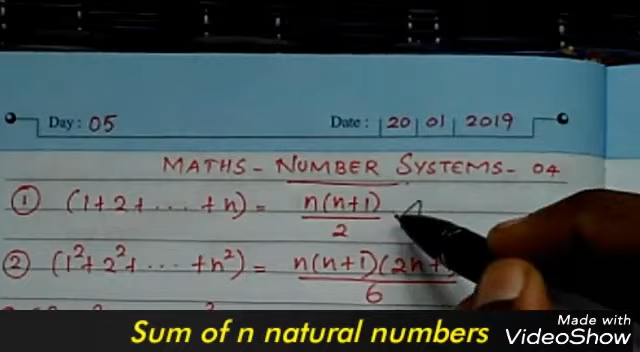 Day: 05 Date: 20 01 2019
MATHS - NUMBER SYSTEMS - 04
① (1+2+ ... +n) = n(n+1)/2
② (1²+2²+ ... +n²) = n(n+1)(2n+/6
Sum of n natural numbers
Made with
VideoShow